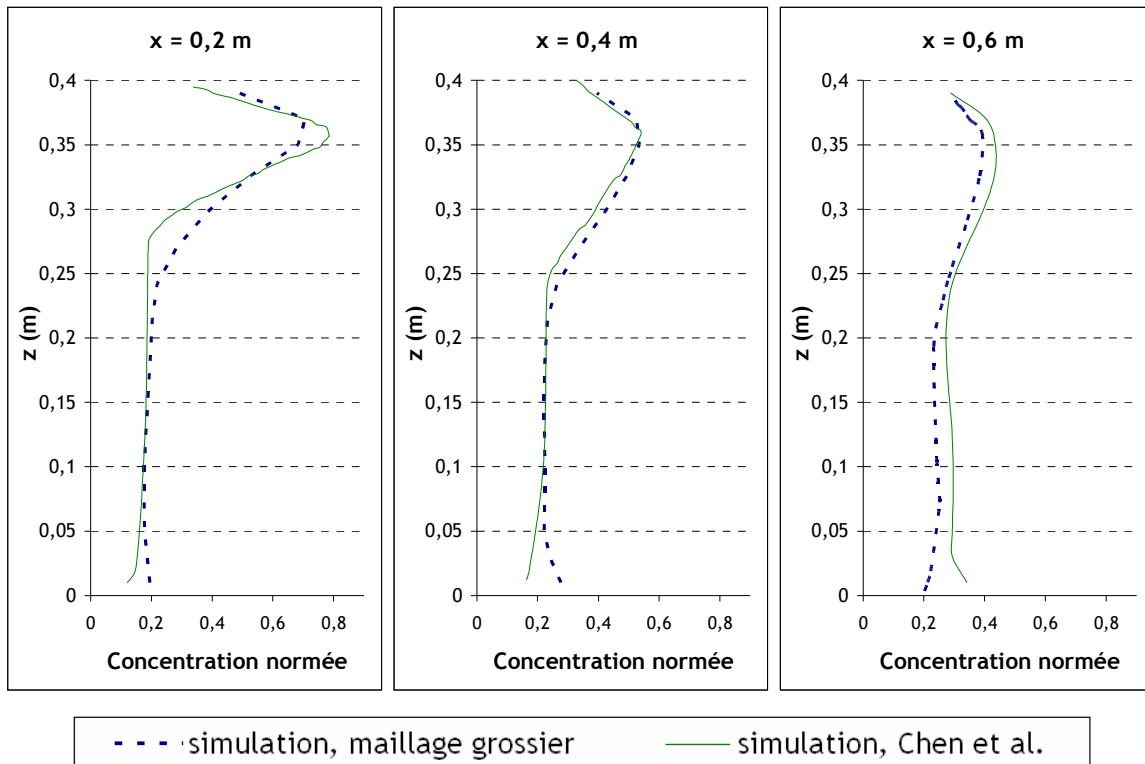 x = 0,2 m
0,4
0,35
0,3
0,25
0,2
0,15
0,1
0,05
0
z (m)
0 0,2 0,4 0,6 0,8
Concentration normée
x = 0,4 m
0,4
0,35
0,3
0,25
0,2
0,15
0,1
0,05
0
z (m)
0 0,2 0,4 0,6 0,8
Concentration normée
x = 0,6 m
0,4
0,35
0,3
0,25
0,2
0,15
0,1
0,05
0
z (m)
0 0,2 0,4 0,6 0,8
Concentration normée
simulation, maillage grossier
simulation, Chen et al.